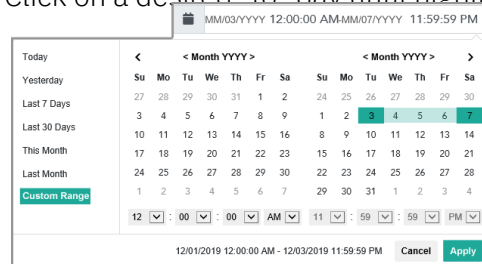 MM/03/YYYY 12:00:00 AM-MM/07/YYYY 11:59:59 PM
Today
Yesterday
Last 7 Days
Last 30 Days
This Month
Last Month
Custom Range
< < Month YYYY >
Su Mo Tu We Th Fr Sa
27 28 29 30 31 1 2
3 4 5 6 7 8 9
10 11 12 13 14 15 16
17 18 19 20 21 22 23
24 25 26 27 28 29 30
1 2 3 4 5 6 7
12 : 00 : 00 AM
< Month YYYY > >
Su Mo Tu We Th Fr Sa
24 25 26 27 28 29 30
1 2 3 4 5 6 7
8 9 10 11 12 13 14
15 16 17 18 19 20 21
22 23 24 25 26 27 28
29 30 31 1 2 3 4
11 : 59 : 59 PM
12/01/2019 12:00:00 AM - 12/03/2019 11:59:59 PM Cancel Apply